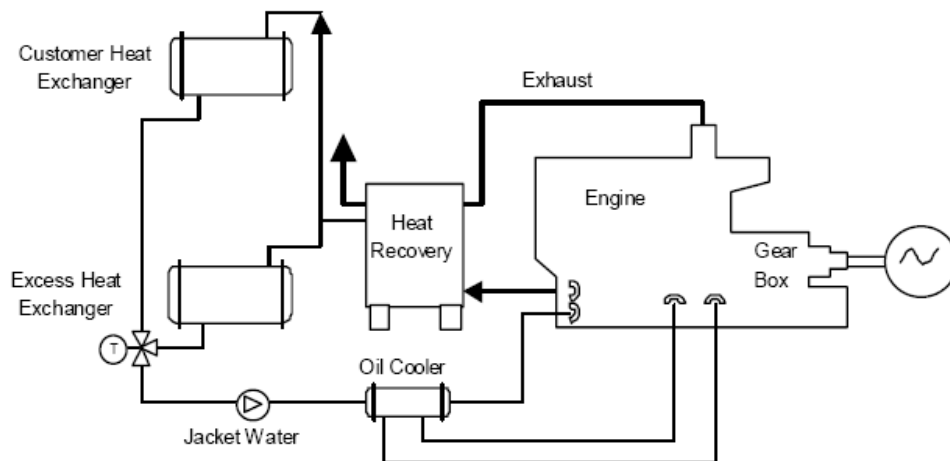 Customer Heat
Exchanger
Exhaust
Engine
Heat
Recovery
Gear
Box
Excess Heat
Exchanger
T
Oil Cooler
Jacket Water